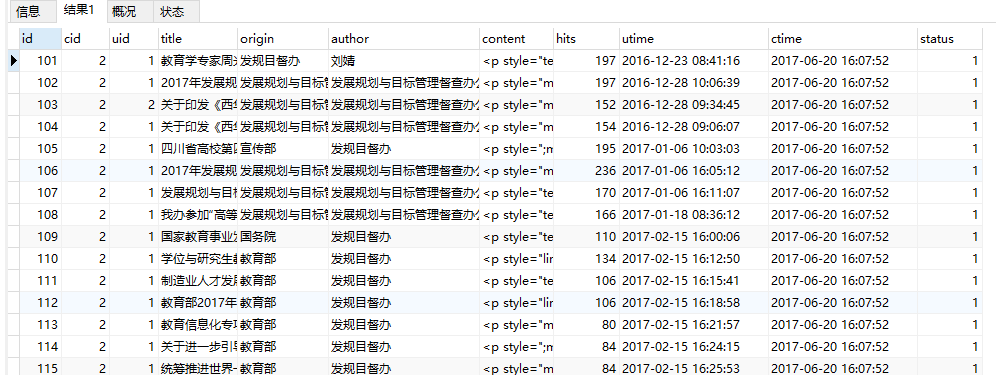 信息 结果1 概况 状态
id cid uid title origin author content hits utime ctime status
101 2 1 教育学专家周光 发规目督办 刘婧 <p style="te 197 2016-12-23 08:41:16 2017-06-20 16:07:52 1
102 2 1 2017年发展规 发展规划与目标管 发展规划与目标管理督查办公 <p style="m 197 2016-12-28 10:06:39 2017-06-20 16:07:52 1
103 2 2 关于印发《西华 发展规划与目标管 发展规划与目标管理督查办公 <p style="m 152 2016-12-28 09:34:45 2017-06-20 16:07:52 1
104 2 1 关于印发《西华 发展规划与目标管 发展规划与目标管理督查办公 <p style="m 154 2016-12-28 09:06:07 2017-06-20 16:07:52 1
105 2 1 四川省高校第四 宣传部 发规目督办 <p style=";m 195 2017-01-06 10:03:03 2017-06-20 16:07:52 1
106 2 1 2017年发展规 发展规划与目标管 发展规划与目标管理督查办公 <p style="m 236 2017-01-06 16:05:12 2017-06-20 16:07:52 1
107 2 1 发展规划与目标 发展规划与目标管 发展规划与目标管理督查办公 <p style="te 170 2017-01-06 16:11:07 2017-06-20 16:07:52 1
108 2 1 我办参加“高等 发展规划与目标管 发展规划与目标管理督查办公 <p style="te 166 2017-01-18 08:36:12 2017-06-20 16:07:52 1
109 2 1 国家教育事业发 国务院 发规目督办 <p style="te 110 2017-02-15 16:00:06 2017-06-20 16:07:52 1
110 2 1 学位与研究生教 教育部 发规目督办 <p style="lir 134 2017-02-15 16:12:50 2017-06-20 16:07:52 1
111 2 1 制造业人才发展 教育部 发规目督办 <p style="te 106 2017-02-15 16:15:41 2017-06-20 16:07:52 1
112 2 1 教育部2017年 教育部 发规目督办 <p style="lir 106 2017-02-15 16:18:58 2017-06-20 16:07:52 1
113 2 1 教育信息化专项 教育部 发规目督办 <p style="m 80 2017-02-15 16:21:57 2017-06-20 16:07:52 1
114 2 1 关于进一步引导 教育部 发规目督办 <p style=";m 84 2017-02-15 16:24:15 2017-06-20 16:07:52 1
115 2 1 统筹推进世界一 教育部 发规目督办 <p style="m 84 2017-02-15 16:25:53 2017-06-20 16:07:52 1